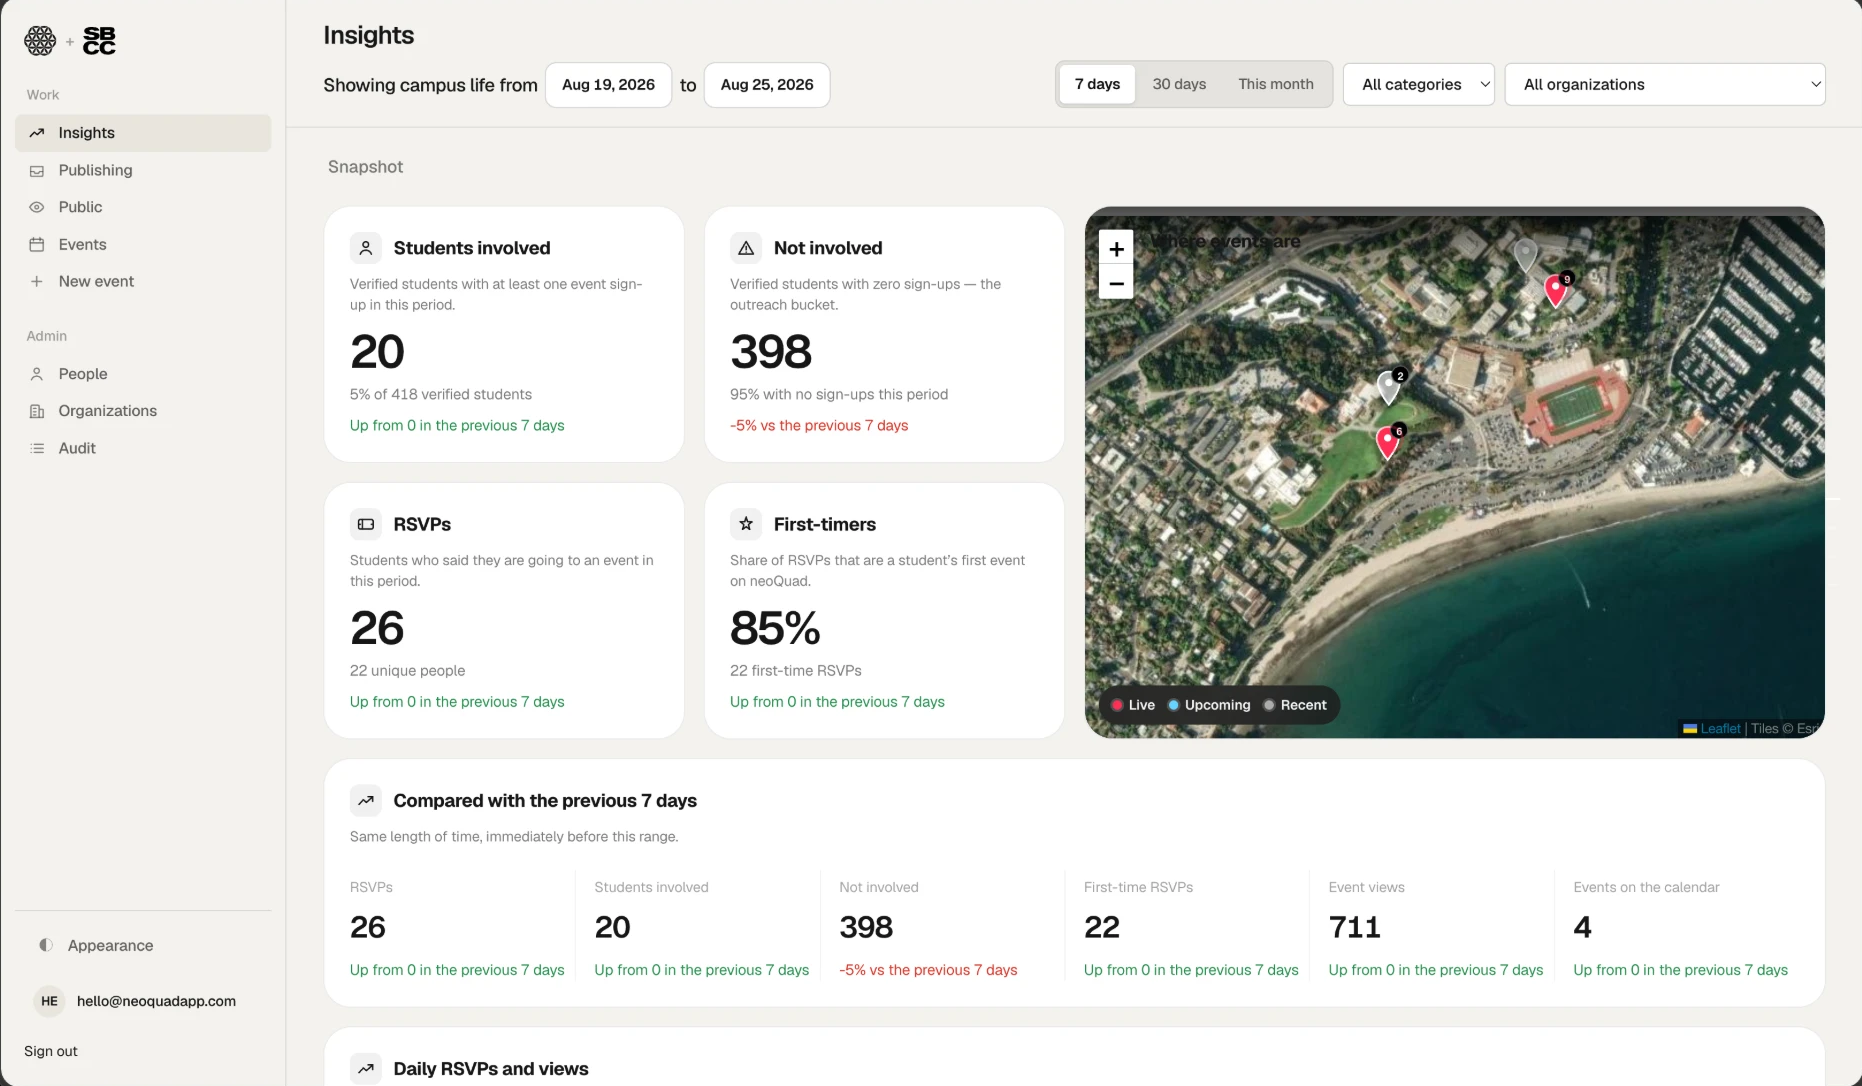 SB
CC
+
Work
Insights
Publishing
Public
Events
New event
Admin
People
Organizations
Audit
Appearance
HE
hello@neoquadapp.com
Sign out
Insights
Showing campus life from
Aug 19, 2026
to
Aug 25, 2026
7 days
30 days
This month
All categories
All organizations
Snapshot
Students involved
Verified students with at least one event sign-
up in this period.
20
5% of 418 verified students
Up from 0 in the previous 7 days
Not involved
Verified students with zero sign-ups — the
outreach bucket.
398
95% with no sign-ups this period
-5% vs the previous 7 days
RSVPs
Students who said they are going to an event in
this period.
26
22 unique people
Up from 0 in the previous 7 days
First-timers
Share of RSVPs that are a student's first event
on neoQuad.
85%
22 first-time RSVPs
Up from 0 in the previous 7 days
+
−
Where events are
9
2
6
Live
Upcoming
Recent
Leaflet | Tiles © Esri
Compared with the previous 7 days
Same length of time, immediately before this range.
RSVPs
26
Up from 0 in the previous 7 days
Students involved
20
Up from 0 in the previous 7 days
Not involved
398
-5% vs the previous 7 days
First-time RSVPs
22
Up from 0 in the previous 7 days
Event views
711
Up from 0 in the previous 7 days
Events on the calendar
4
Up from 0 in the previous 7 days
Daily RSVPs and views